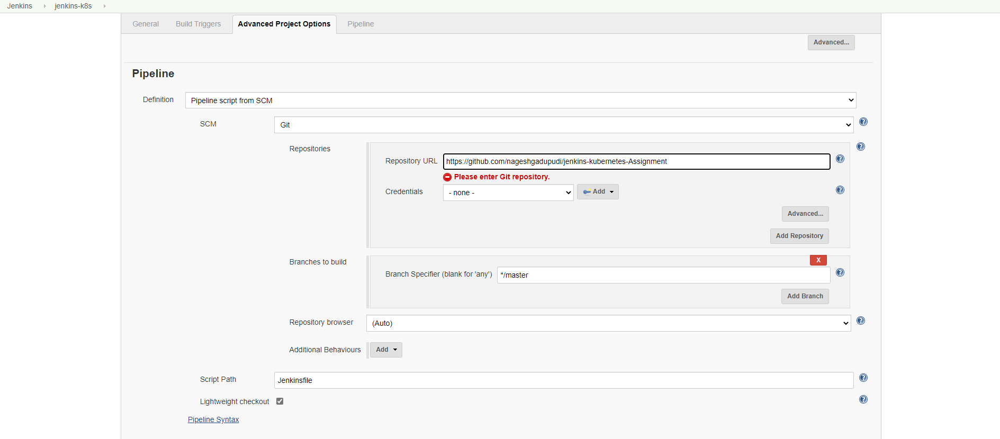 Jenkins jenkins-k8s
General Build Triggers Advanced Project Options Pipeline
Advanced...
Pipeline
Definition Pipeline script from SCM
SCM Git
Repositories
Repository URL https://github.com/nageshgadupudi/jenkins-kubernetes-Assignment
Please enter Git repository.
Credentials - none - Add
Advanced...
Add Repository
Branches to build
X
Branch Specifier (blank for 'any') */master
Add Branch
Repository browser (Auto)
Additional Behaviours Add
Script Path Jenkinsfile
Lightweight checkout
Pipeline Syntax